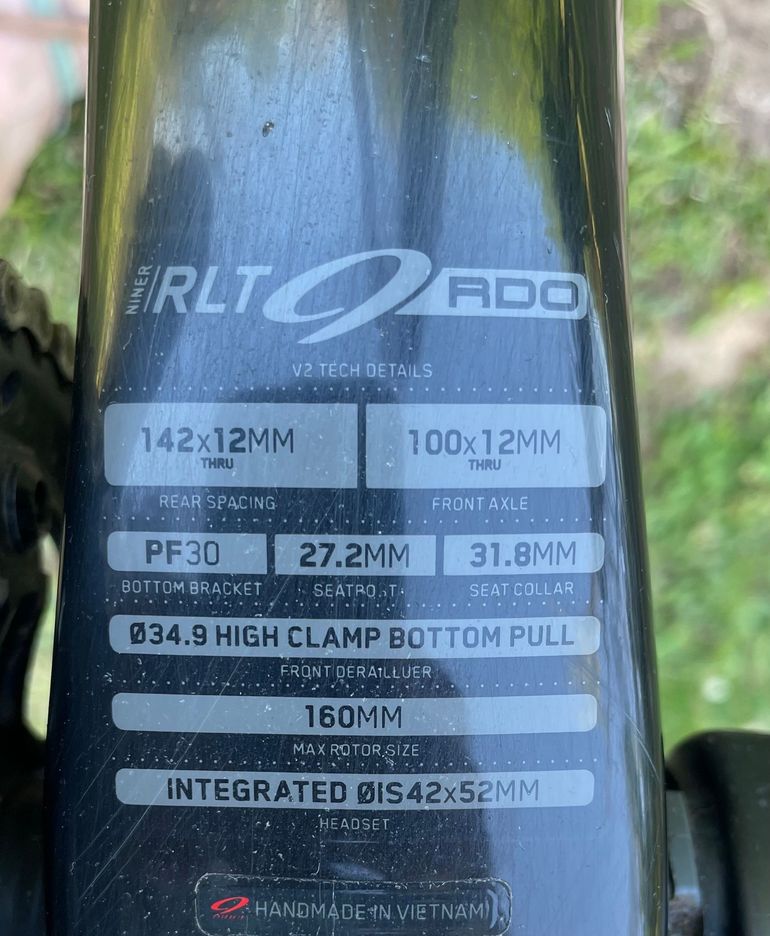 NINER RLT 9 RDO
V2 TECH DETAILS
142x12MM 100x12MM
THRU THRU
REAR SPACING FRONT AXLE
PF30 27.2MM 31.8MM
BOTTOM BRACKET SEATPO.T SEAT COLLAR
Ø34.9 HIGH CLAMP BOTTOM PULL
FRONT DERAILLUER
160MM
MAX ROTOR SIZE
INTEGRATED ØIS42x52MM
HEADSET
HANDMADE IN VIETNAM